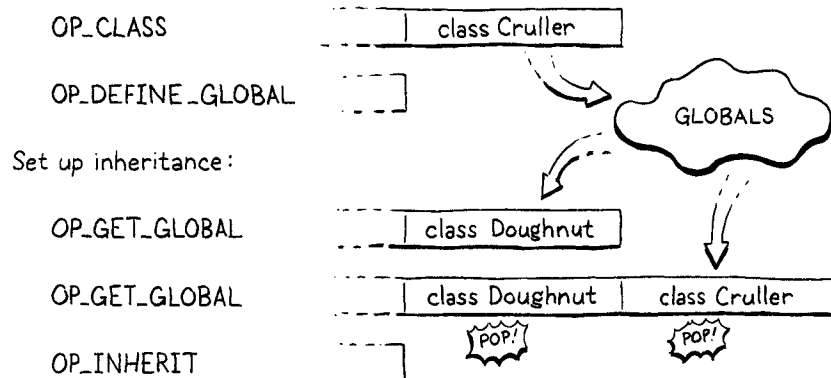 OP_CLASS class Cruller
OP_DEFINE_GLOBAL
GLOBALS
Set up inheritance:
OP_GET_GLOBAL class Doughnut
OP_GET_GLOBAL class Doughnut class Cruller
POP! POP!
OP_INHERIT